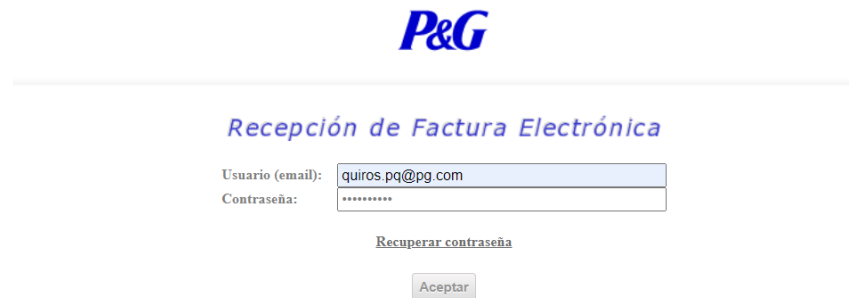 P&G
Recepción de Factura Electrónica
Usuario (email): quiros.pq@pg.com
Contraseña: ••••••••••
Recuperar contraseña
Aceptar